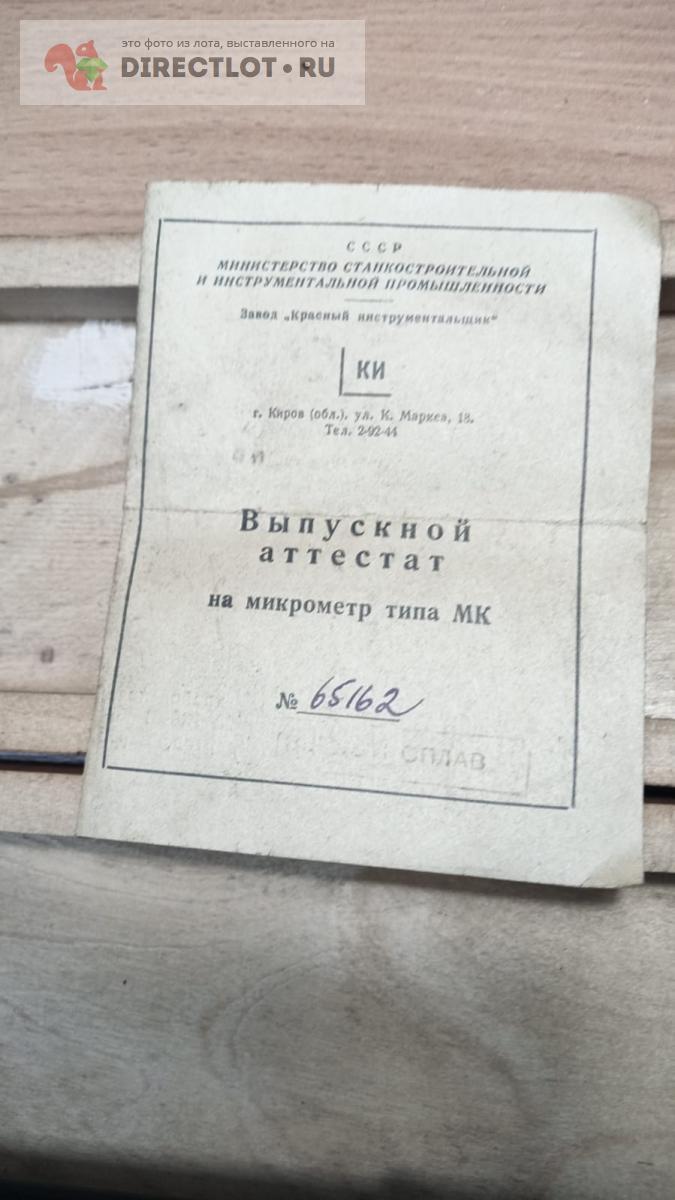 это фото из лота, выставленного на
DIRECTLOT.RU
СССР
МИНИСТЕРСТВО СТАНКОСТРОИТЕЛЬНОЙ
И ИНСТРУМЕНТАЛЬНОЙ ПРОМЫШЛЕННОСТИ
Завод „Красный инструментальщик"
КИ
г. Киров (обл.), ул. К. Маркса, 18.
Тел. 2-92-44
Выпускной
аттестат
на микрометр типа МК
№ 65162
СПЛАВ